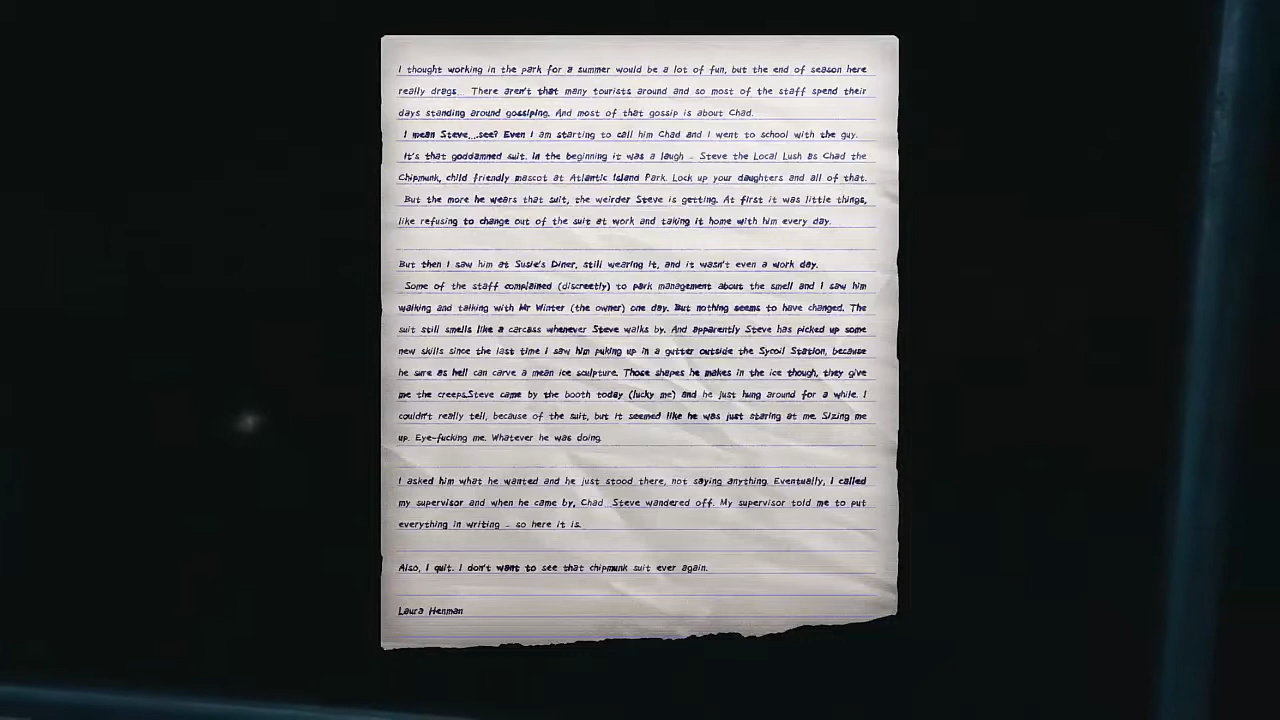 I thought working in the park for a summer would be a lot of fun, but the end of season here
really drags... There aren't that many tourists around and so most of the staff spend their
days standing around gossiping. And most of that gossip is about Chad.
I mean Steve...see? Even I am starting to call him Chad and I went to school with the guy.
It's that goddamned suit. In the beginning it was a laugh - Steve the Local Lush as Chad the
Chipmunk, child friendly mascot at Atlantic Island Park. Lock up your daughters and all of that.
But the more he wears that suit, the weirder Steve is getting. At first it was little things,
like refusing to change out of the suit at work and taking it home with him every day.
But then I saw him at Susie's Diner, still wearing it, and it wasn't even a work day.
Some of the staff complained (discreetly) to park management about the smell and I saw him
walking and talking with Mr Winter (the owner) one day. But nothing seems to have changed. The
suit still smells like a carcass whenever Steve walks by. And apparently Steve has picked up some
new skills since the last time I saw him puking up in a gutter outside the Sycoil Station, because
he sure as hell can carve a mean ice sculpture. Those shapes he makes in the ice though, they give
me the creeps.Steve came by the booth today (lucky me) and he just hung around for a while. I
couldn't really tell, because of the suit, but it seemed like he was just staring at me. Sizing me
up. Eye-fucking me. Whatever he was doing.
I asked him what he wanted and he just stood there, not saying anything. Eventually, I called
my supervisor and when he came by, Chad...Steve wandered off. My supervisor told me to put
everything in writing - so here it is.
Also, I quit. I don't want to see that chipmunk suit ever again.
Laura Henman